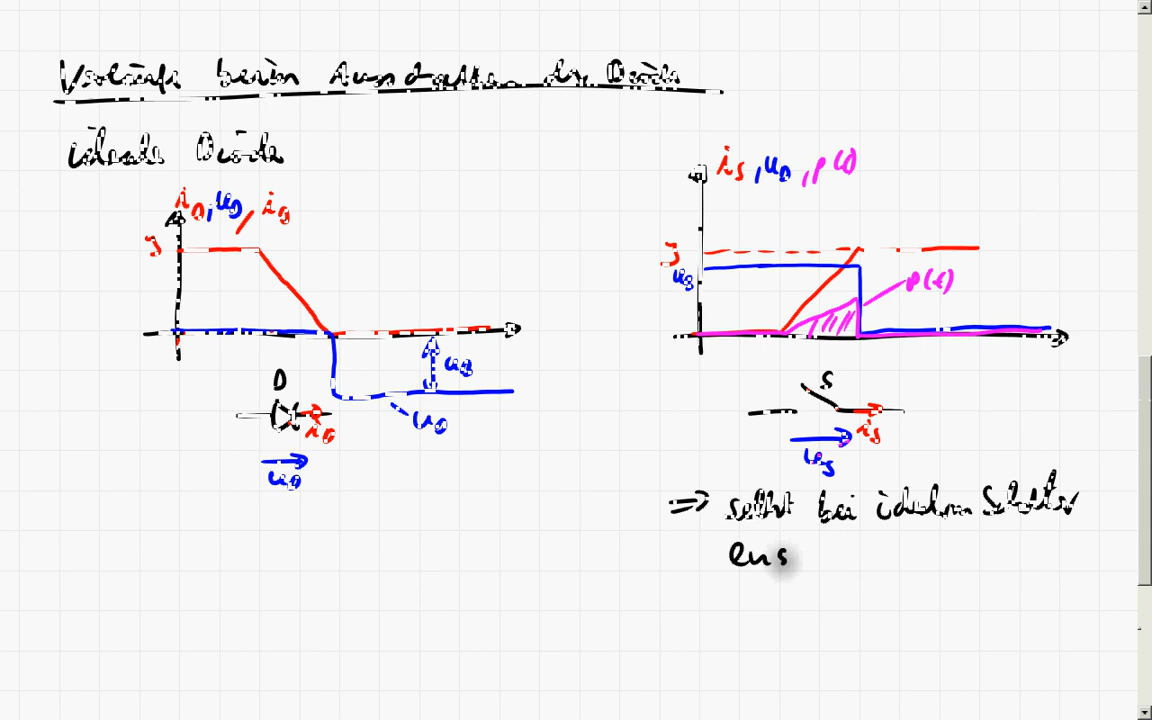 Verläufe beim Ausschalten der Diode
ideale Diode
i_D, u_D
i_D
I
u_B
u_D
D
i_D
u_D
i_S, u_D, p(t)
I
u_B
p(t)
S
i_S
u_S
=> selbst bei idealem Schalter
ens